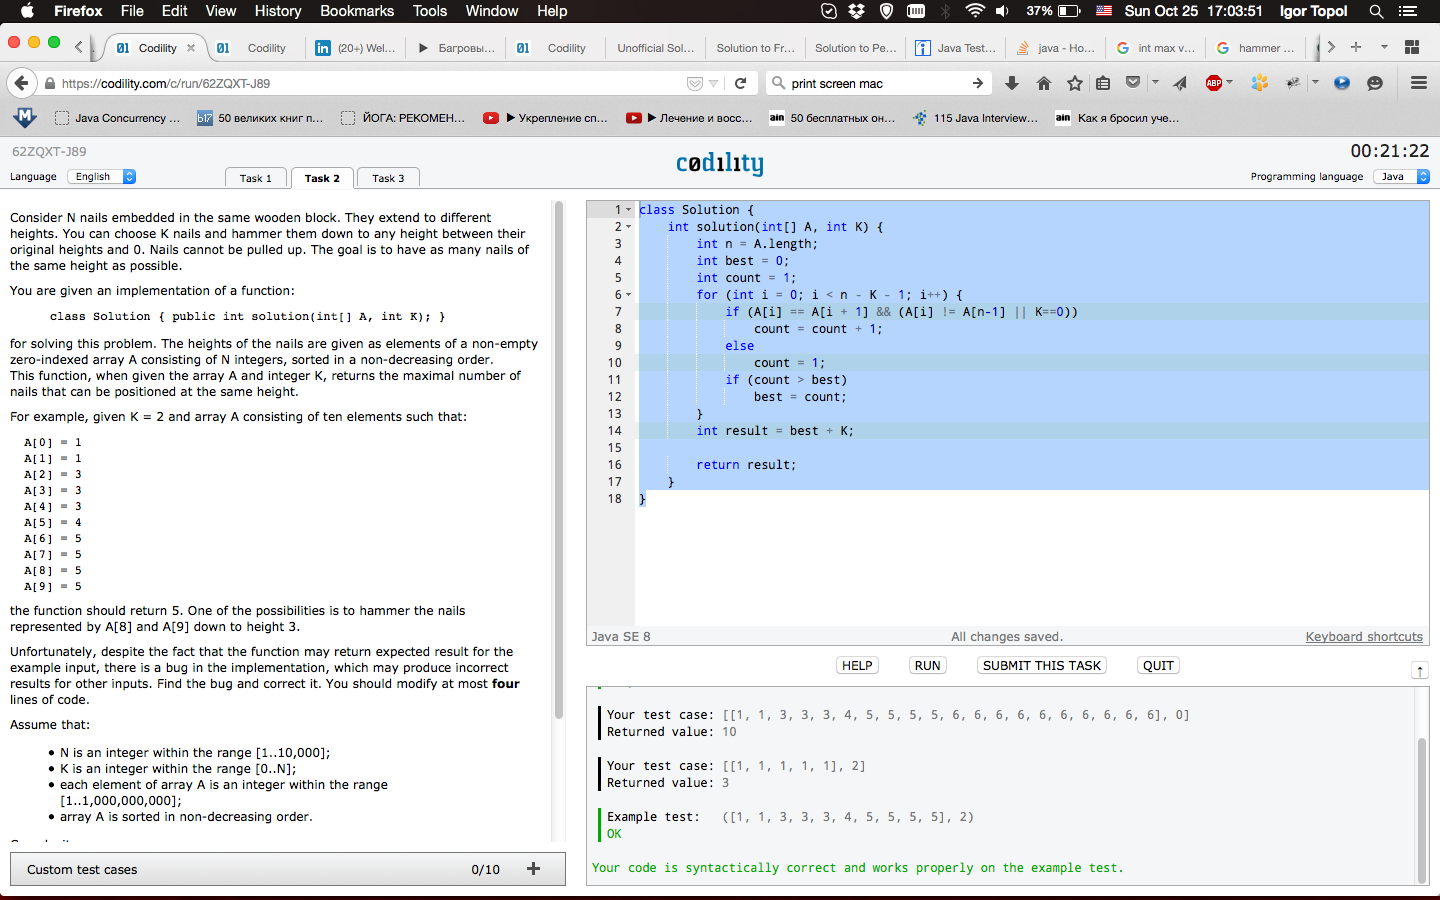 Firefox File Edit View History Bookmarks Tools Window Help 37% Sun Oct 25 17:03:51 Igor Topol
Codility Codility (20+) Wel... Багровы... Codility Unofficial Sol... Solution to Fr... Solution to Pe... Java Test... java - Ho... int max v... hammer ...
https://codility.com/c/run/62ZQXT-J89 print screen mac ABP
Java Concurrency ... 50 великих книг п... ЙОГА: РЕКОМЕН... Укрепление сп... Лечение и восс... ain 50 бесплатных он... 115 Java Interview... ain Как я бросил уче...
62ZQXT-J89 codility 00:21:22
Language English Task 1 Task 2 Task 3 Programming language Java
Consider N nails embedded in the same wooden block. They extend to different
heights. You can choose K nails and hammer them down to any height between their
original heights and 0. Nails cannot be pulled up. The goal is to have as many nails of
the same height as possible.
You are given an implementation of a function:
class Solution { public int solution(int[] A, int K); }
for solving this problem. The heights of the nails are given as elements of a non-empty
zero-indexed array A consisting of N integers, sorted in a non-decreasing order.
This function, when given the array A and integer K, returns the maximal number of
nails that can be positioned at the same height.
For example, given K = 2 and array A consisting of ten elements such that:
A[0] = 1
A[1] = 1
A[2] = 3
A[3] = 3
A[4] = 3
A[5] = 4
A[6] = 5
A[7] = 5
A[8] = 5
A[9] = 5
the function should return 5. One of the possibilities is to hammer the nails
represented by A[8] and A[9] down to height 3.
Unfortunately, despite the fact that the function may return expected result for the
example input, there is a bug in the implementation, which may produce incorrect
results for other inputs. Find the bug and correct it. You should modify at most four
lines of code.
Assume that:
• N is an integer within the range [1..10,000];
• K is an integer within the range [0..N];
• each element of array A is an integer within the range
[1..1,000,000,000];
• array A is sorted in non-decreasing order.
Custom test cases 0/10 +
1 class Solution {
2 int solution(int[] A, int K) {
3 int n = A.length;
4 int best = 0;
5 int count = 1;
6 for (int i = 0; i < n - K - 1; i++) {
7 if (A[i] == A[i + 1] && (A[i] != A[n-1] || K==0))
8 count = count + 1;
9 else
10 count = 1;
11 if (count > best)
12 best = count;
13 }
14 int result = best + K;
15
16 return result;
17 }
18 }
Java SE 8 All changes saved. Keyboard shortcuts
HELP RUN SUBMIT THIS TASK QUIT
Your test case: [[1, 1, 3, 3, 3, 4, 5, 5, 5, 5, 6, 6, 6, 6, 6, 6, 6, 6, 6, 6], 0]
Returned value: 10
Your test case: [[1, 1, 1, 1, 1], 2]
Returned value: 3
Example test: ([1, 1, 3, 3, 3, 4, 5, 5, 5, 5], 2)
OK
Your code is syntactically correct and works properly on the example test.